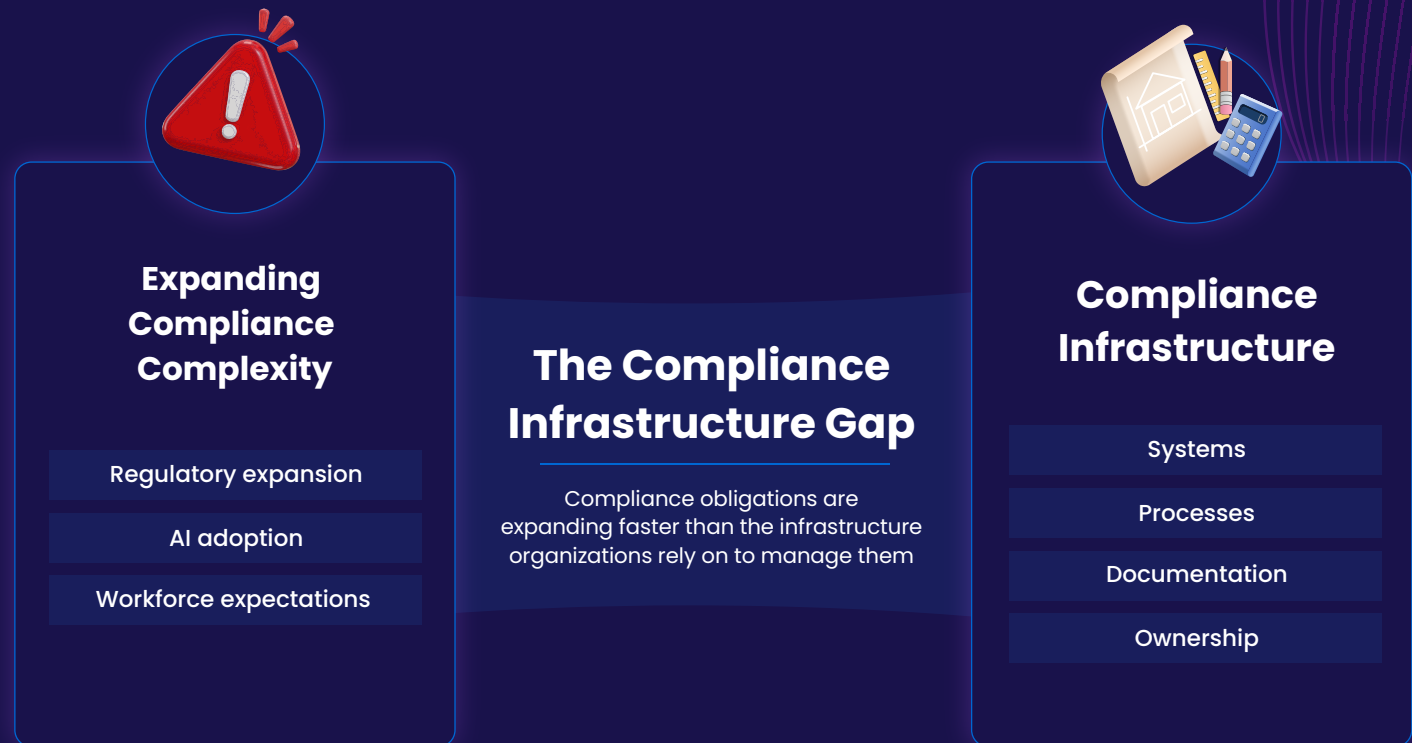 Expanding
Compliance
Complexity
Regulatory expansion
AI adoption
Workforce expectations
The Compliance
Infrastructure Gap
Compliance obligations are
expanding faster than the infrastructure
organizations rely on to manage them
Compliance
Infrastructure
Systems
Processes
Documentation
Ownership